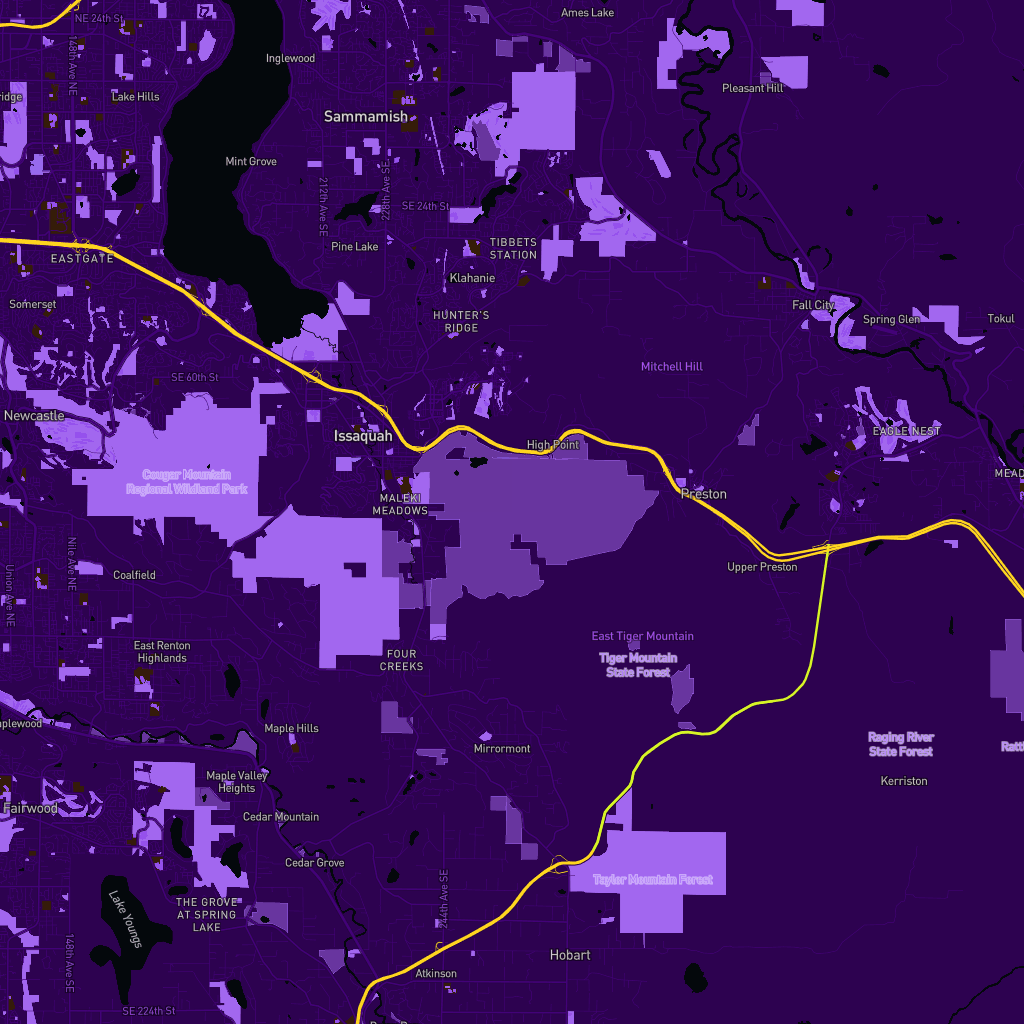 NE 24th St
Ames Lake
148th Ave NE
Inglewood
Lake Hills
Pleasant Hill
Sammamish
Mint Grove
212th Ave SE
228th Ave SE
SE 24th St
Pine Lake
TIBBETS
STATION
EASTGATE
Klahanie
Somerset
Fall City
HUNTER'S
RIDGE
Spring Glen
Tokul
Mitchell Hill
SE 60th St
Newcastle
Issaquah
High Point
EAGLE NEST
Cougar Mountain
Regional Wildland Park
MALEKI
MEADOWS
Preston
MEAD
Nile Ave NE
Union Ave NE
Coalfield
Upper Preston
East Renton
Highlands
FOUR
CREEKS
East Tiger Mountain
Tiger Mountain
State Forest
Maple Hills
Mirrormont
Raging River
State Forest
Kerriston
Maple Valley
Heights
Fairwood
Cedar Mountain
Cedar Grove
Taylor Mountain Forest
THE GROVE
AT SPRING
LAKE
Lake Youngs
244th Ave SE
148th Ave SE
Hobart
Atkinson
SE 224th St